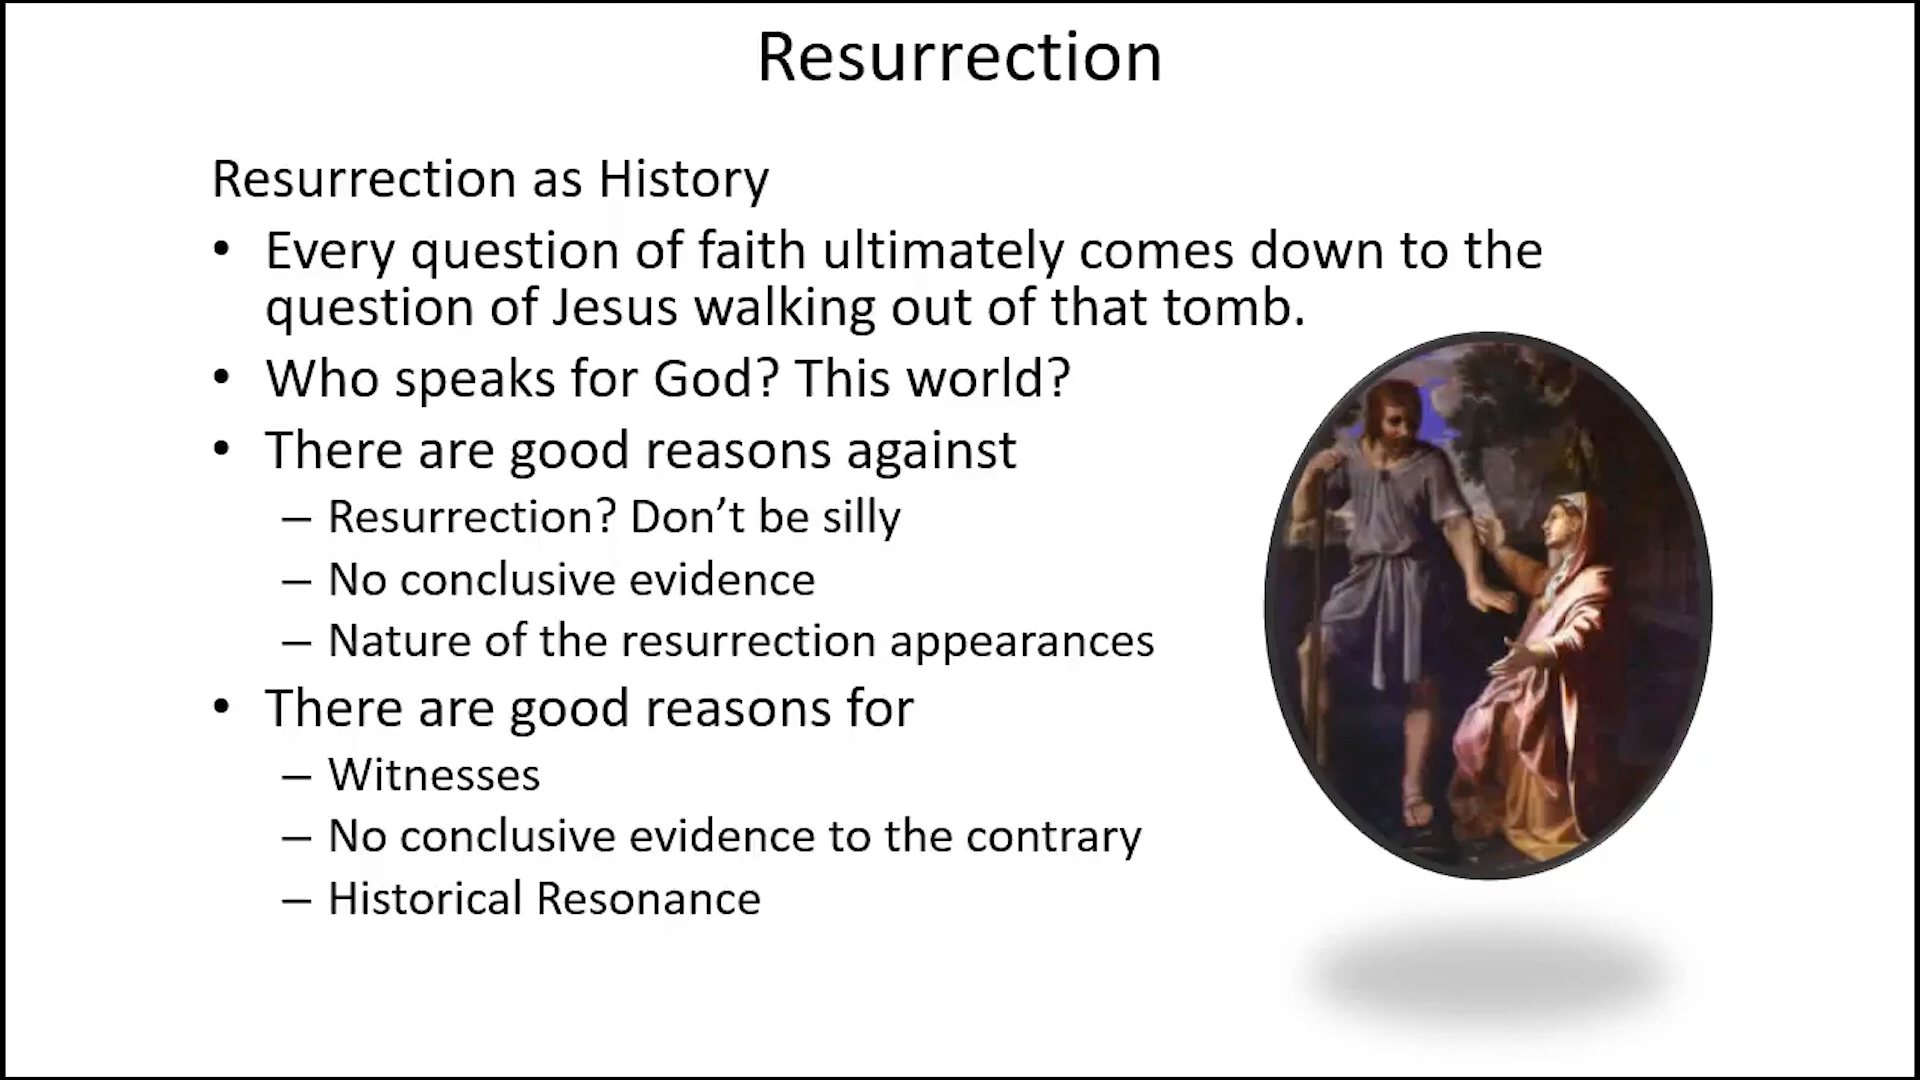 Resurrection
Resurrection as History
• Every question of faith ultimately comes down to the
question of Jesus walking out of that tomb.
• Who speaks for God? This world?
• There are good reasons against
– Resurrection? Don’t be silly
– No conclusive evidence
– Nature of the resurrection appearances
• There are good reasons for
– Witnesses
– No conclusive evidence to the contrary
– Historical Resonance